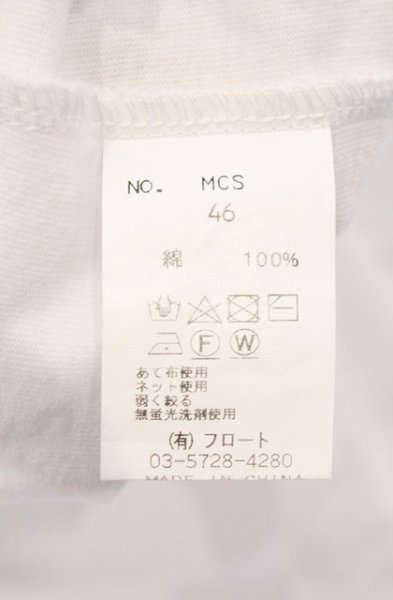 NO. MCS
46
綿 100%
F W
あて布使用
ネット使用
弱く絞る
無蛍光洗剤使用
(有) フロート
03-5728-4280
MADE IN CHINA